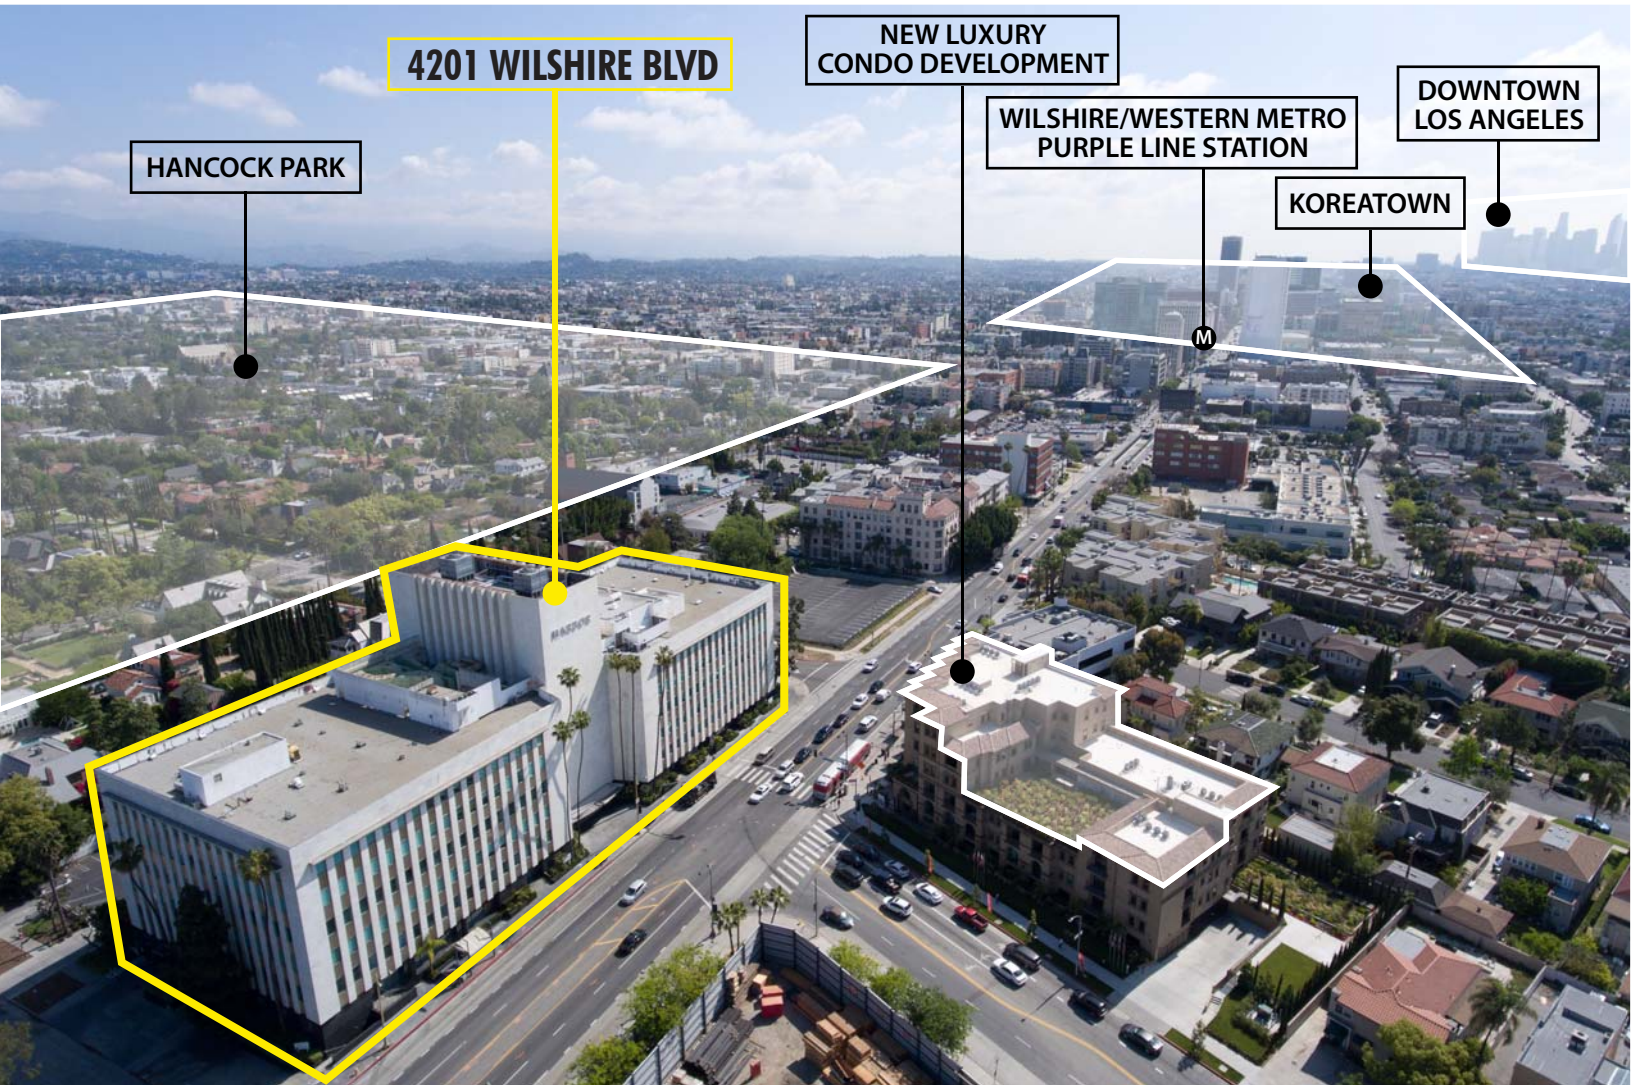 NEW LUXURY
CONDO DEVELOPMENT
4201 WILSHIRE BLVD
DOWNTOWN
LOS ANGELES
WILSHIRE/WESTERN METRO
PURPLE LINE STATION
HANCOCK PARK
KOREATOWN
M